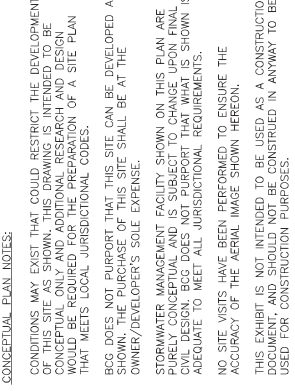 CONCEPTUAL PLAN NOTES:
CONDITIONS MAY EXIST THAT COULD RESTRICT THE DEVELOPMENT
OF THIS SITE AS SHOWN. THIS DRAWING IS INTENDED TO BE
CONCEPTUAL ONLY AND ADDITIONAL RESEARCH AND DESIGN
WOULD BE REQUIRED FOR THE PREPARATION OF A SITE PLAN
THAT MEETS LOCAL JURISDICTIONAL CODES.
BCG DOES NOT PURPORT THAT THIS SITE CAN BE DEVELOPED A
SHOWN. THE PURCHASE OF THIS SITE SHALL BE AT THE
OWNER/DEVELOPER'S SOLE EXPENSE.
STORMWATER MANAGEMENT FACILITY SHOWN ON THIS PLAN ARE
PURELY CONCEPTUAL AND IS SUBJECT TO CHANGE UPON FINAL
CIVIL DESIGN. BCG DOES NOT PURPORT THAT WHAT IS SHOWN IS
ADEQUATE TO MEET ALL JURISDICTIONAL REQUIREMENTS.
NO SITE VISITS HAVE BEEN PERFORMED TO ENSURE THE
ACCURACY OF THE AERIAL IMAGE SHOWN HEREON.
THIS EXHIBIT IS NOT INTENDED TO BE USED AS A CONSTRUCTIO
DOCUMENT, AND SHOULD NOT BE CONSTRUED IN ANYWAY TO BE
USED FOR CONSTRUCTION PURPOSES.